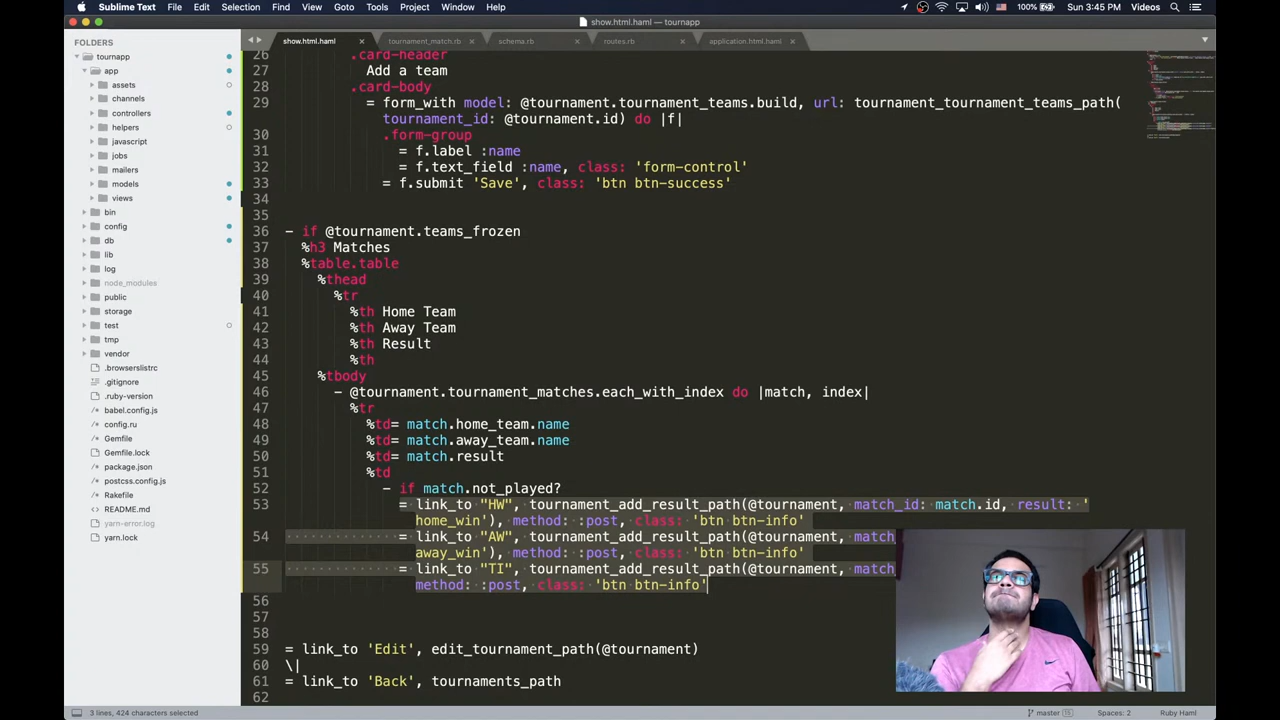 Sublime Text File Edit Selection Find View Goto Tools Project Window Help 100% Sun 3:45 PM Videos
show.html.haml — tournapp
FOLDERS
tournapp
app
assets
channels
controllers
helpers
javascript
jobs
mailers
models
views
bin
config
db
lib
log
node_modules
public
storage
test
tmp
vendor
.browserslistrc
.gitignore
.ruby-version
babel.config.js
config.ru
Gemfile
Gemfile.lock
package.json
postcss.config.js
Rakefile
README.md
yarn-error.log
yarn.lock
show.html.haml tournament_match.rb schema.rb routes.rb application.html.haml
26 .card-header
27 Add a team
28 .card-body
29 = form_with model: @tournament.tournament_teams.build, url: tournament_tournament_teams_path(
tournament_id: @tournament.id) do |f|
30 .form-group
31 = f.label :name
32 = f.text_field :name, class: 'form-control'
33 = f.submit 'Save', class: 'btn btn-success'
34
35
36 - if @tournament.teams_frozen
37 %h3 Matches
38 %table.table
39 %thead
40 %tr
41 %th Home Team
42 %th Away Team
43 %th Result
44 %th
45 %tbody
46 - @tournament.tournament_matches.each_with_index do |match, index|
47 %tr
48 %td= match.home_team.name
49 %td= match.away_team.name
50 %td= match.result
51 %td
52 - if match.not_played?
53 = link_to "HW", tournament_add_result_path(@tournament, match_id: match.id, result: '
home_win'), method: :post, class: 'btn btn-info'
54 = link_to "AW", tournament_add_result_path(@tournament, match_
away_win'), method: :post, class: 'btn btn-info'
55 = link_to "TI", tournament_add_result_path(@tournament, match_
method: :post, class: 'btn btn-info'
56
57
58
59 = link_to 'Edit', edit_tournament_path(@tournament)
60 \|
61 = link_to 'Back', tournaments_path
62
3 lines, 424 characters selected master 15 Spaces: 2 Ruby Haml